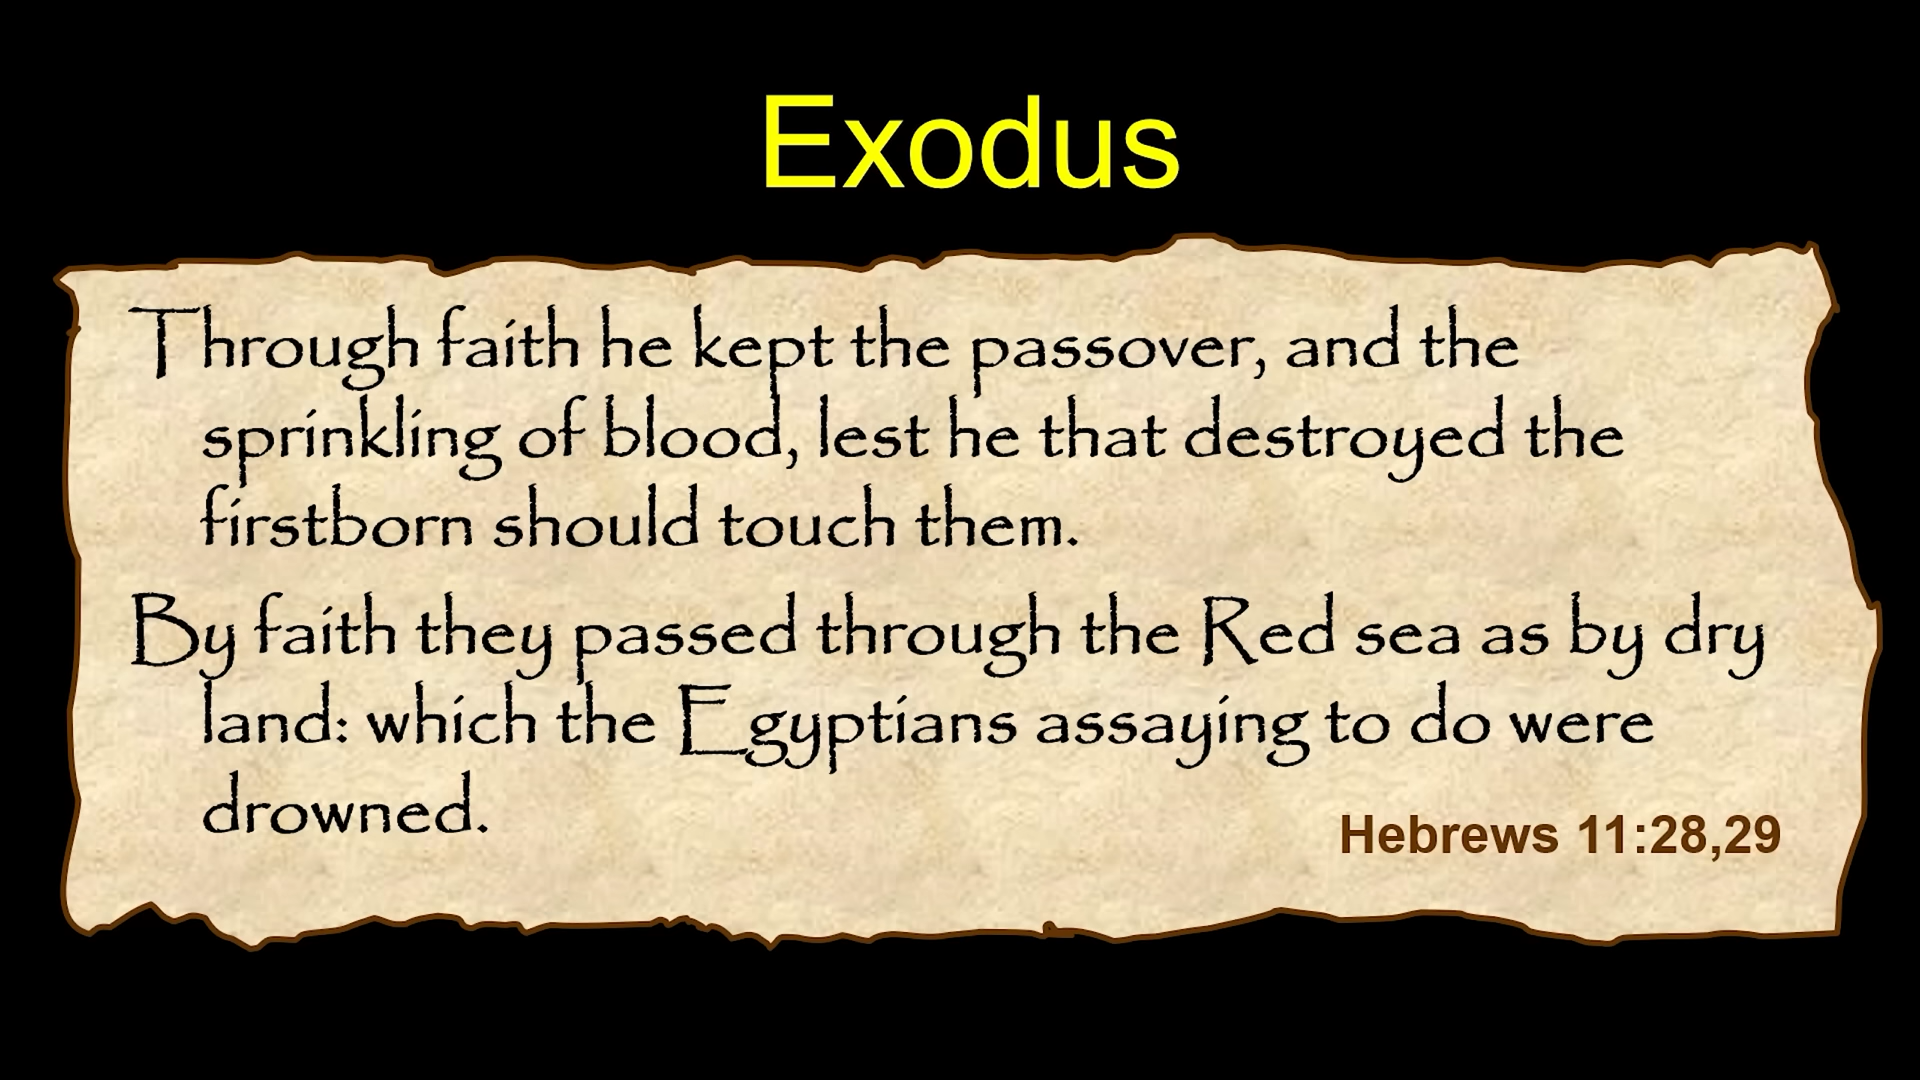 Exodus
Through faith he kept the passover, and the
sprinkling of blood, lest he that destroyed the
firstborn should touch them.
By faith they passed through the Red sea as by dry
land: which the Egyptians assaying to do were
drowned.
Hebrews 11:28,29